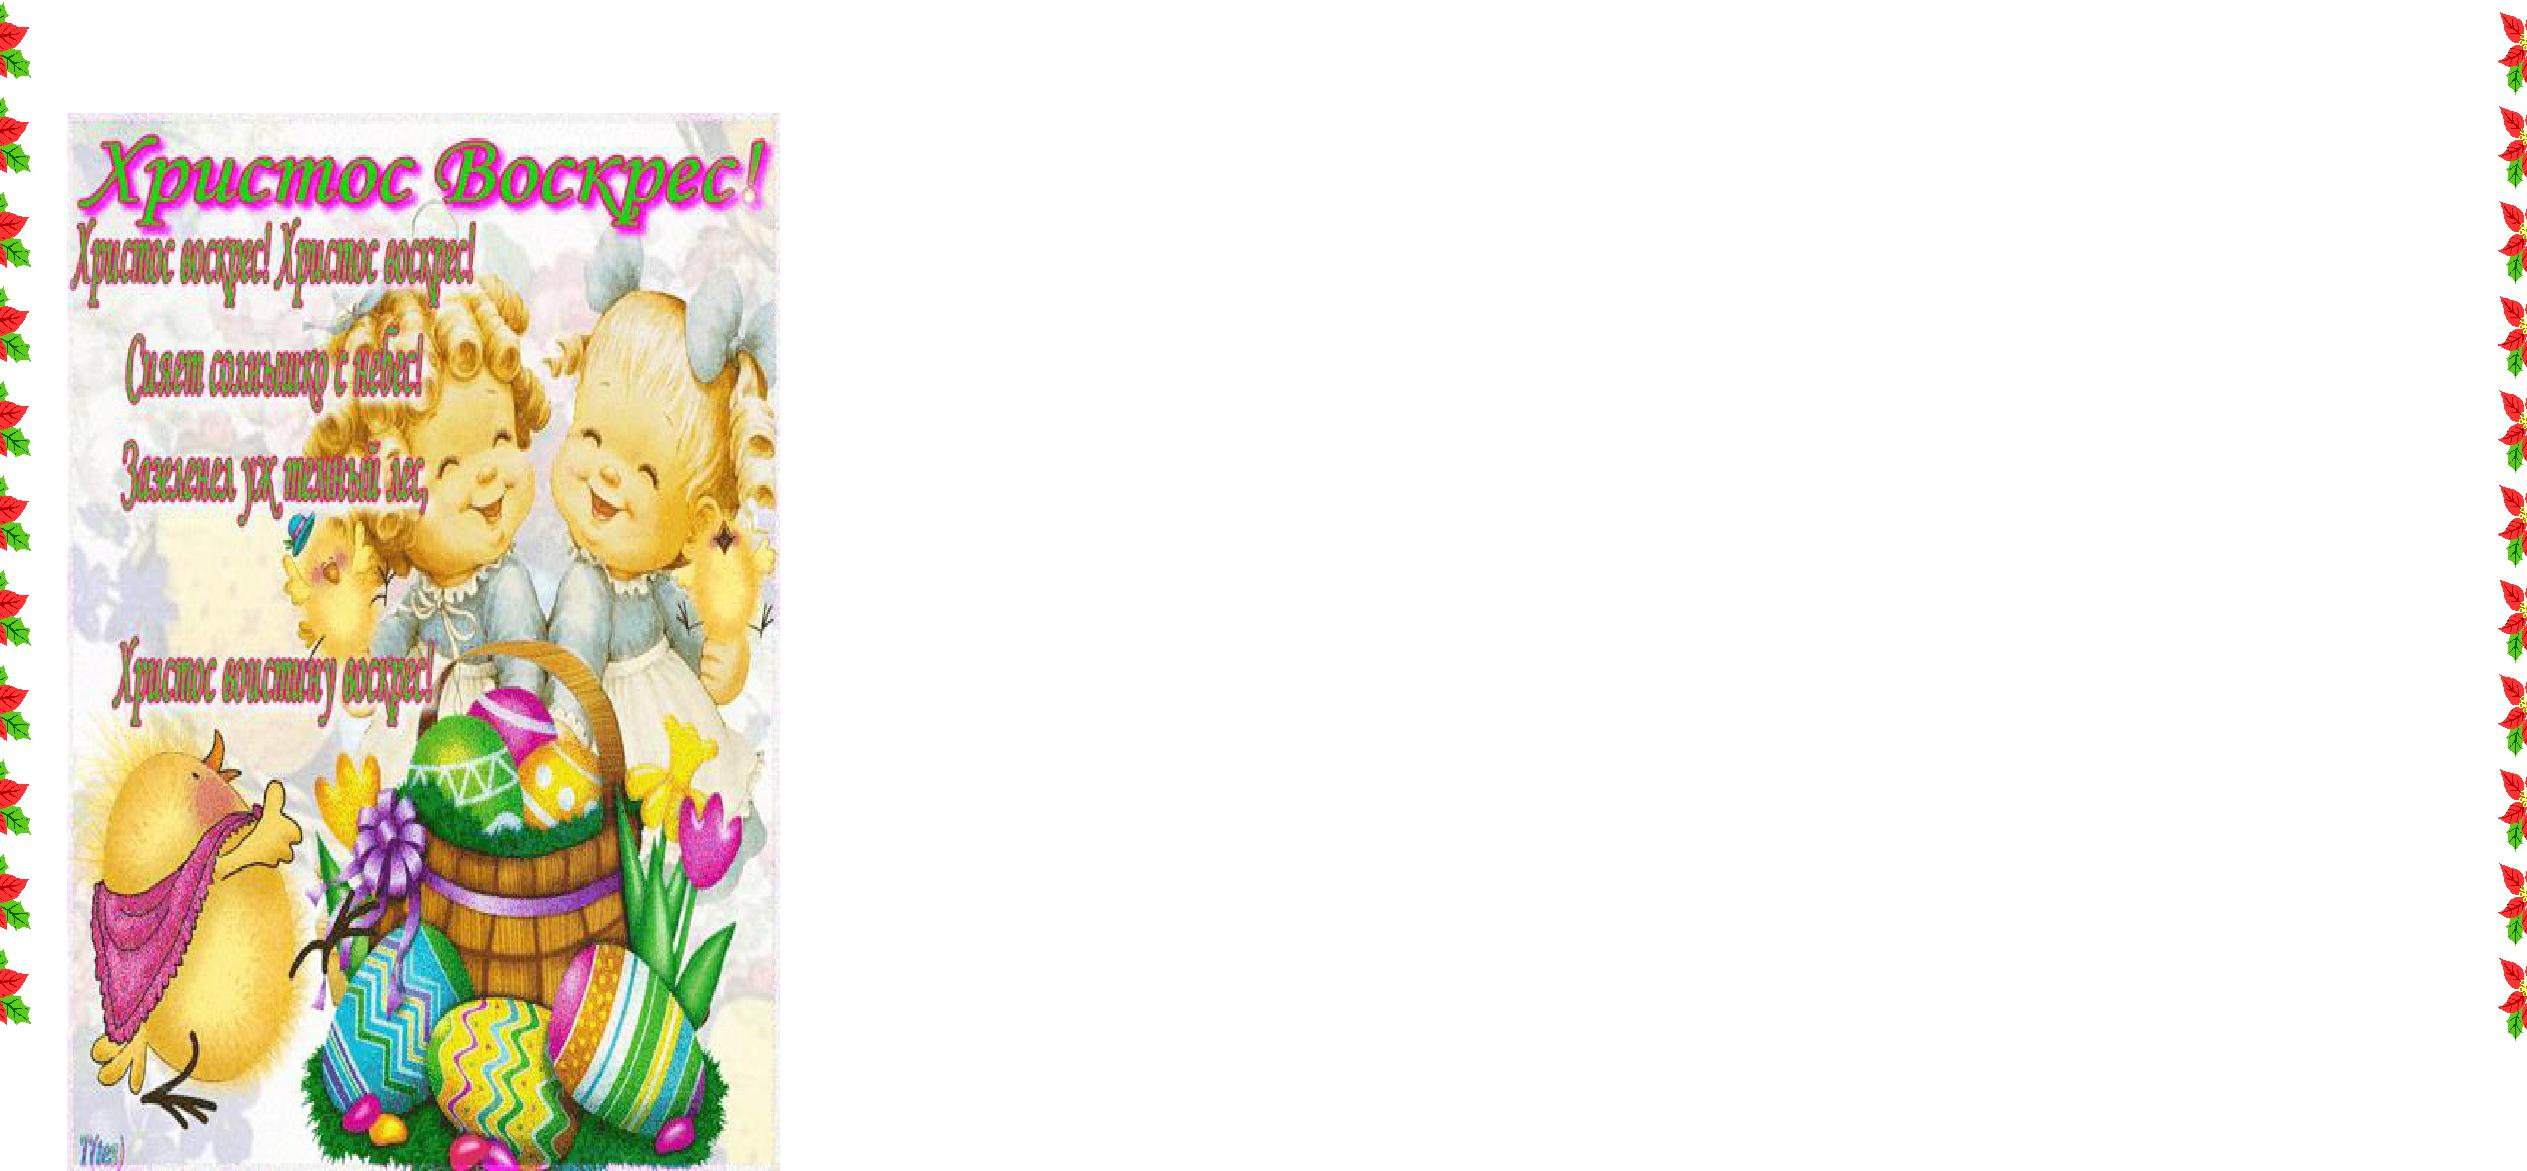 Христос Воскрес!
Христос воскрес! Христос воскрес!
Сияет солнышко с небес!
Зазеленел уж темный лес,
Христос воистину воскрес!